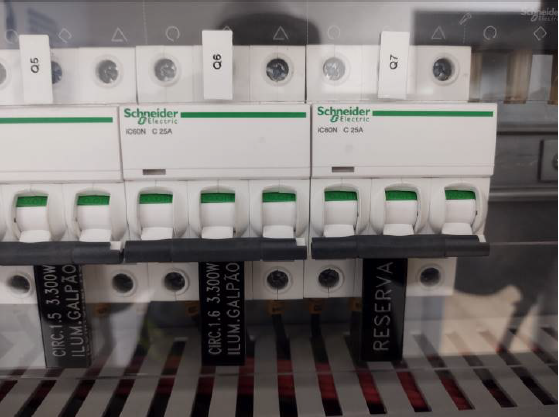 Schneider
Q5
Q6
Q7
Schneider
Electric
iC60N C 25A
Schneider
Electric
iC60N C 25A
CIRC.1.5 3.300W
ILUM.GALPÃO
CIRC.1.6 3.300W
ILUM.GALPÃO
RESERVA